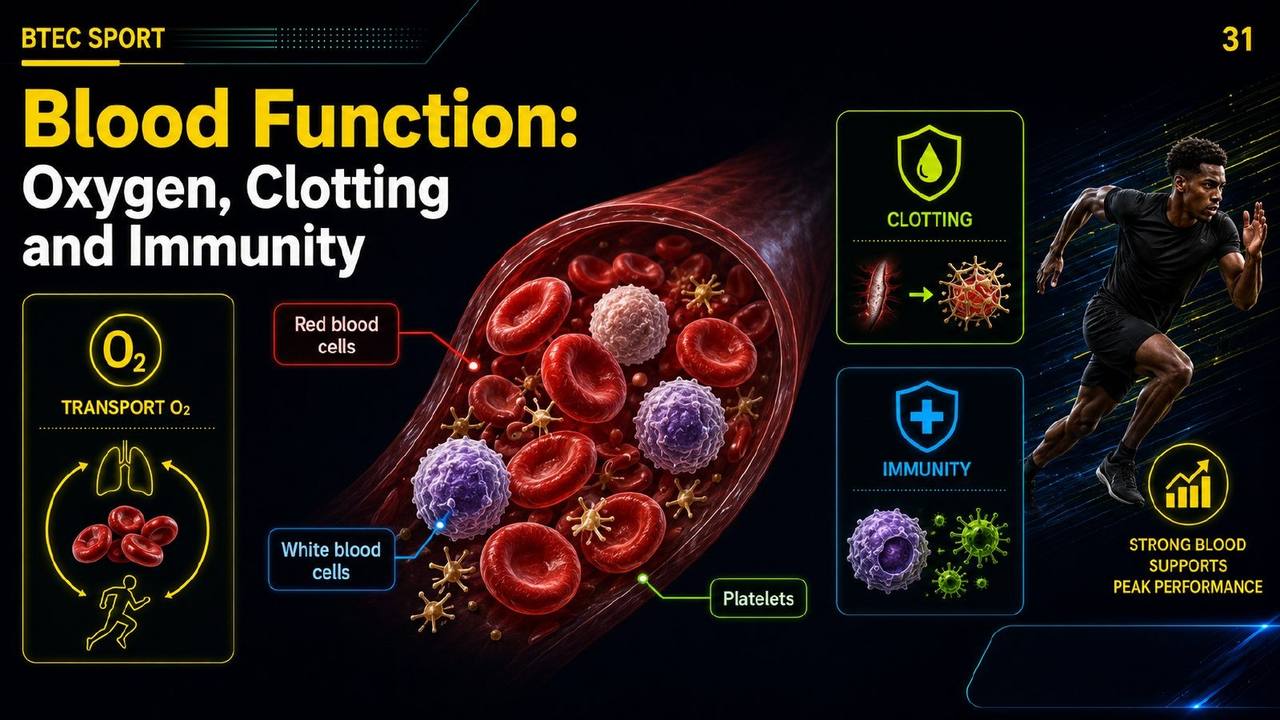 BTEC SPORT
31
Blood Function:
Oxygen, Clotting
and Immunity
O₂
TRANSPORT O₂
Red blood
cells
White blood
cells
Platelets
CLOTTING
IMMUNITY
STRONG BLOOD
SUPPORTS
PEAK PERFORMANCE